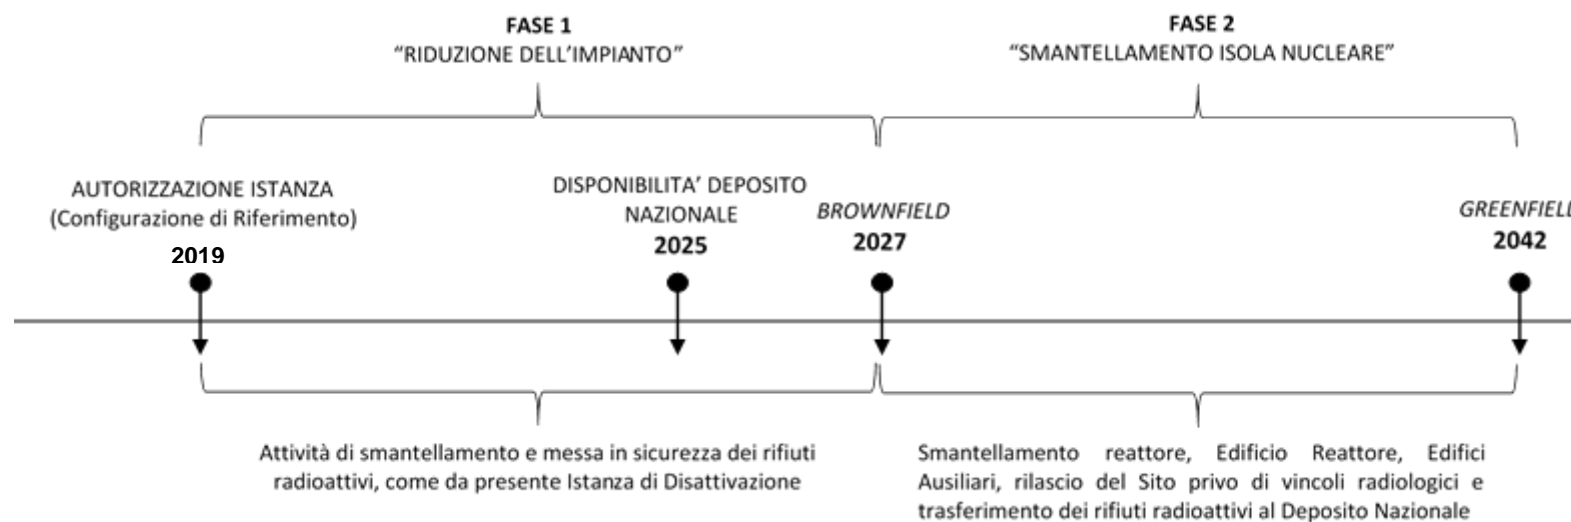 FASE 1
“RIDUZIONE DELL’IMPIANTO”
FASE 2
“SMANTELLAMENTO ISOLA NUCLEARE”
AUTORIZZAZIONE ISTANZA
(Configurazione di Riferimento)
2019
DISPONIBILITA’ DEPOSITO
NAZIONALE
2025
BROWNFIELD
2027
GREENFIELD
2042
Attività di smantellamento e messa in sicurezza dei rifiuti
radioattivi, come da presente Istanza di Disattivazione
Smantellamento reattore, Edificio Reattore, Edifici
Ausiliari, rilascio del Sito privo di vincoli radiologici e
trasferimento dei rifiuti radioattivi al Deposito Nazionale